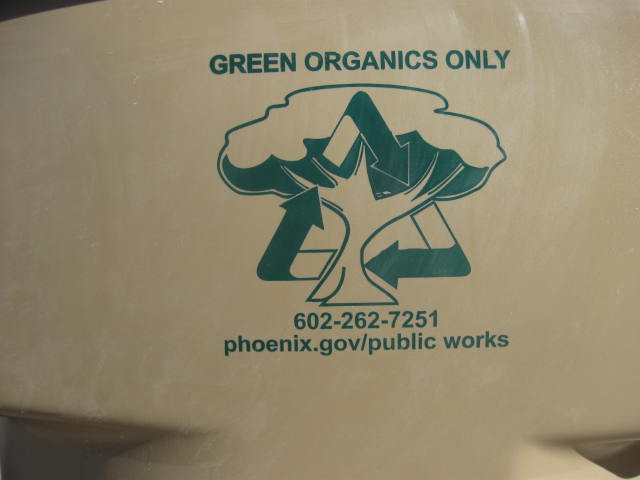 GREEN ORGANICS ONLY
602-262-7251
phoenix.gov/public works